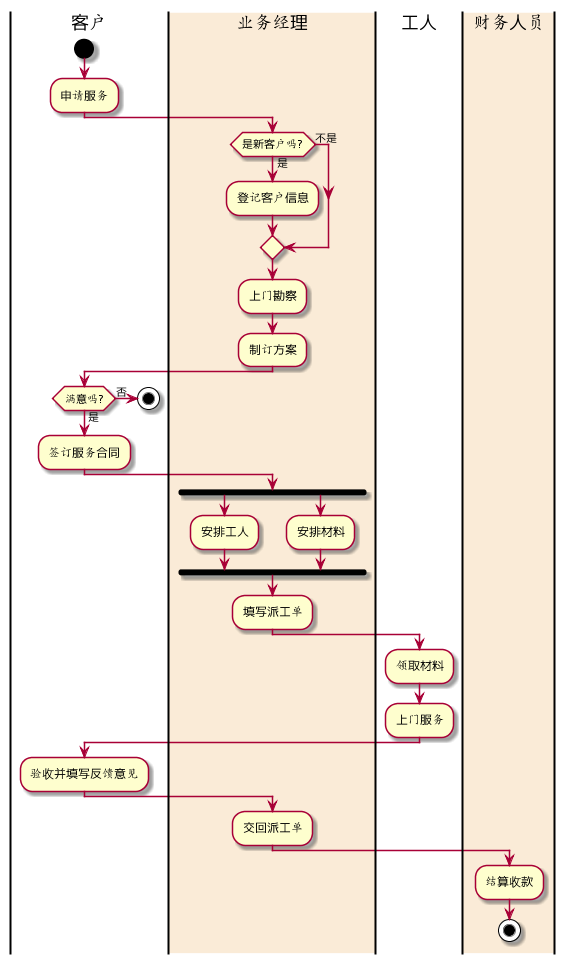 客户 业务经理 工人 财务人员
申请服务
是新客户吗? 不是
是
登记客户信息
上门勘察
制订方案
满意吗? 否
是
签订服务合同
安排工人 安排材料
填写派工单
领取材料
上门服务
验收并填写反馈意见
交回派工单
结算收款